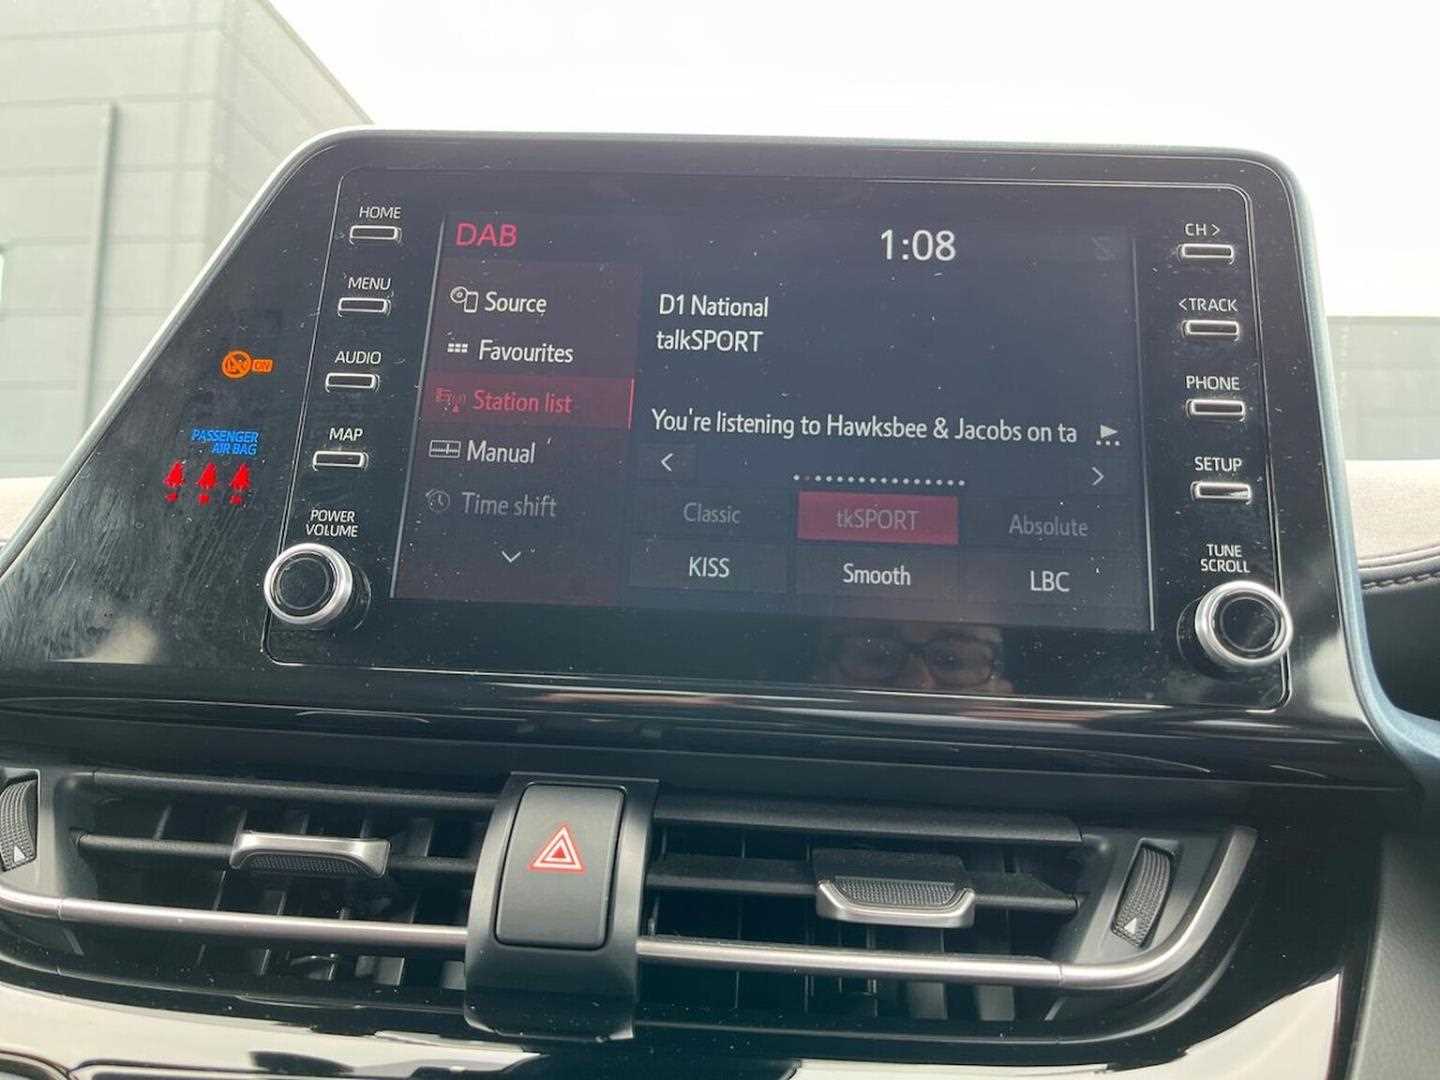 HOME
MENU
AUDIO
MAP
POWER
VOLUME
ON
PASSENGER
AIR BAG
DAB
1:08
Source
Favourites
Station list
Manual
Time shift
D1 National
talkSPORT
You're listening to Hawksbee & Jacobs on ta
Classic
tkSPORT
Absolute
KISS
Smooth
LBC
CH >
<TRACK
PHONE
SETUP
TUNE
SCROLL